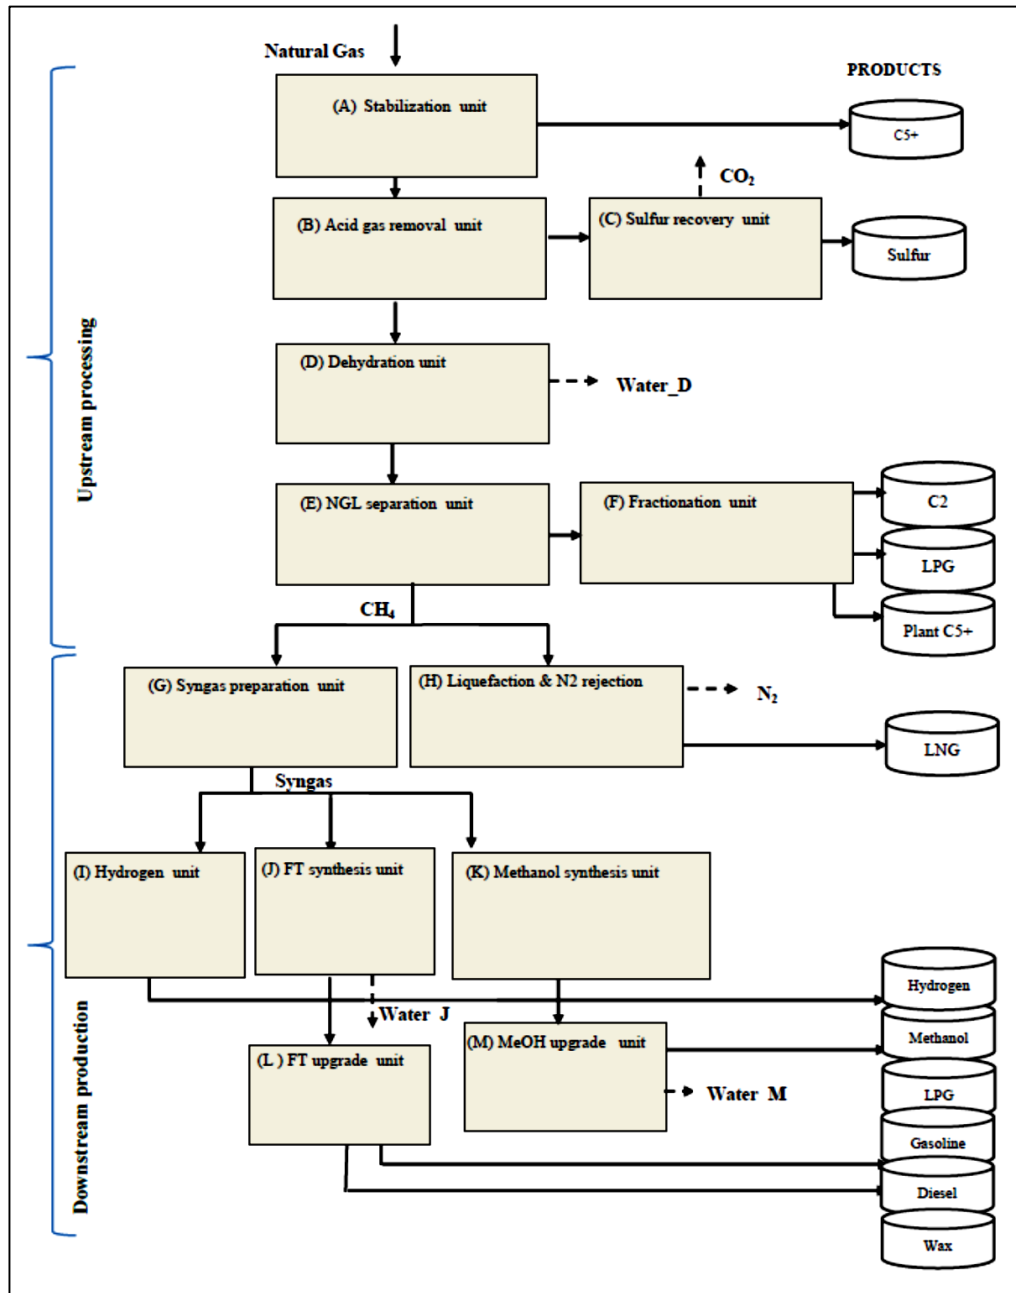 Natural Gas
PRODUCTS
(A) Stabilization unit
C5+
CO₂
(B) Acid gas removal unit
(C) Sulfur recovery unit
Sulfur
Upstream processing
(D) Dehydration unit
Water_D
(E) NGL separation unit
(F) Fractionation unit
C2
LPG
Plant C5+
CH₄
(G) Syngas preparation unit
(H) Liquefaction & N2 rejection
N₂
LNG
Syngas
(I) Hydrogen unit
(J) FT synthesis unit
(K) Methanol synthesis unit
Downstream production
Hydrogen
Water J
Methanol
(L ) FT upgrade unit
(M) MeOH upgrade unit
Water M
LPG
Gasoline
Diesel
Wax